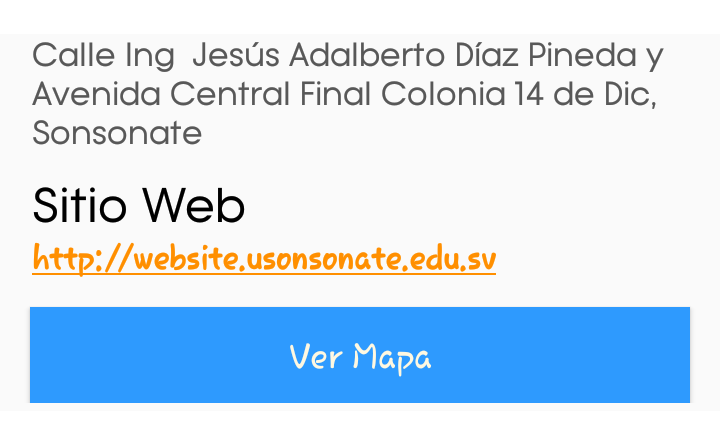 Calle Ing  Jesús Adalberto Díaz Pineda y
Avenida Central Final Colonia 14 de Dic,
Sonsonate
Sitio Web
http://website.usonsonate.edu.sv
Ver Mapa